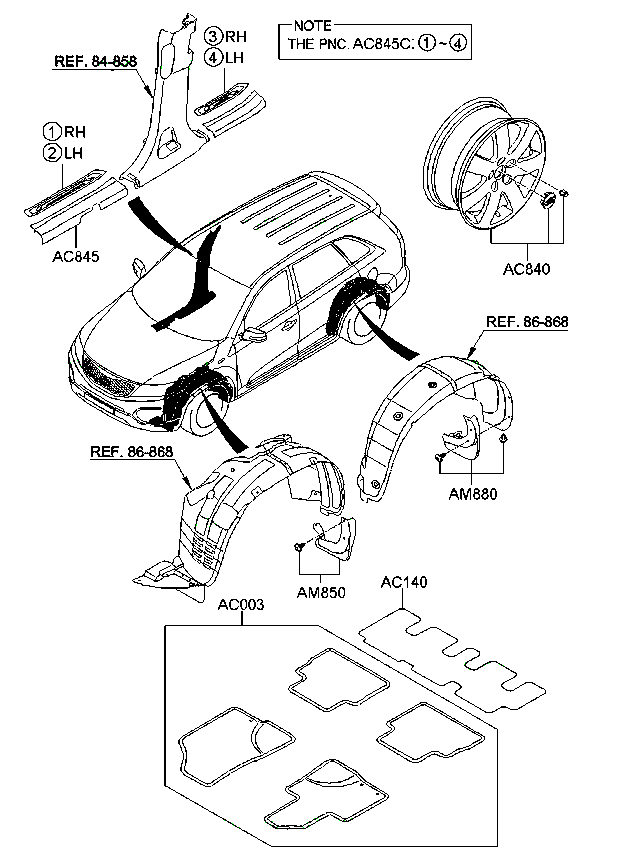 ③RH
④LH
NOTE
THE PNC. AC845C: ①~④
REF. 84-858
①RH
②LH
AC845
AC840
REF. 86-868
REF. 86-868
AM880
AM850
AC003
AC140